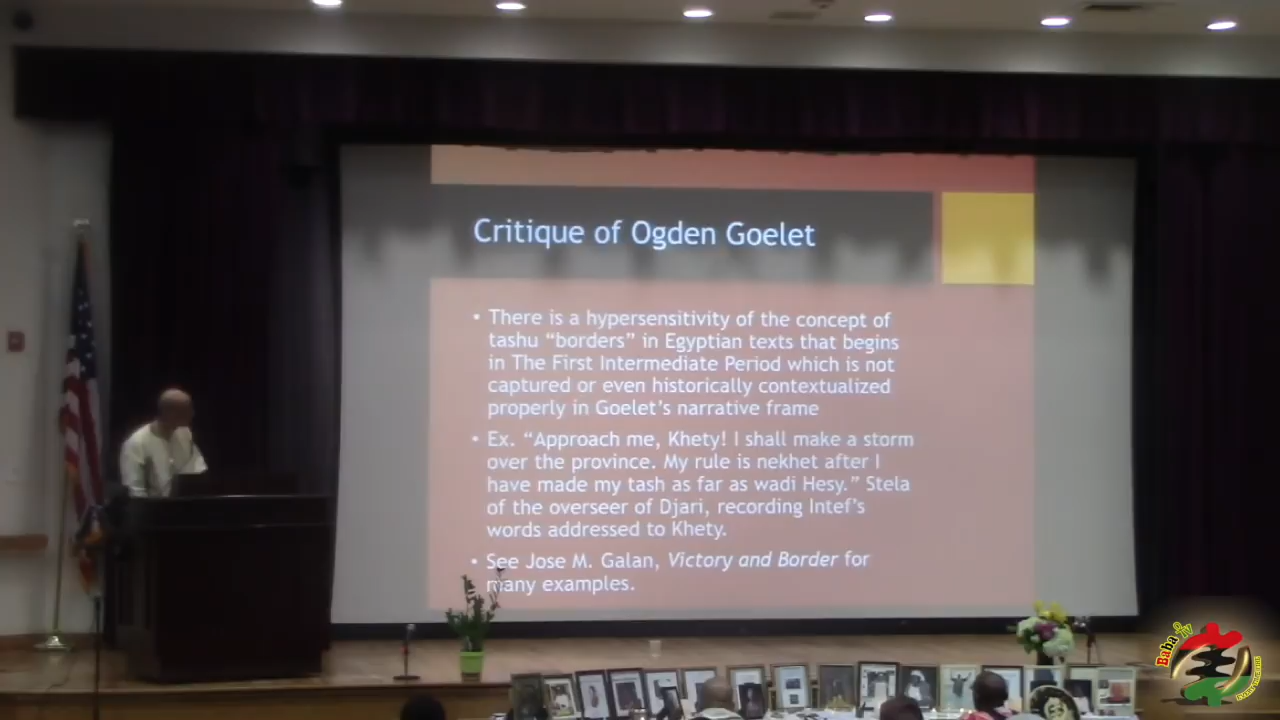 Critique of Ogden Goelet
• There is a hypersensitivity of the concept of
tashu “borders” in Egyptian texts that begins
in The First Intermediate Period which is not
captured or even historically contextualized
properly in Goelet’s narrative frame
• Ex. “Approach me, Khety! I shall make a storm
over the province. My rule is nekhet after I
have made my tash as far as wadi Hesy.” Stela
of the overseer of Djari, recording Intef’s
words addressed to Khety.
• See Jose M. Galan, Victory and Border for
many examples.
Baba
TV